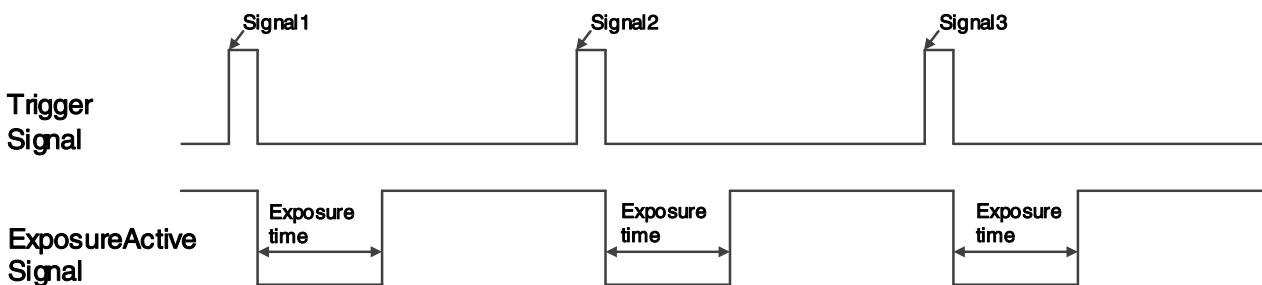 Signal1
Signal2
Signal3
Trigger
Signal
Exposure
time
Exposure
time
Exposure
time
ExposureActive
Signal